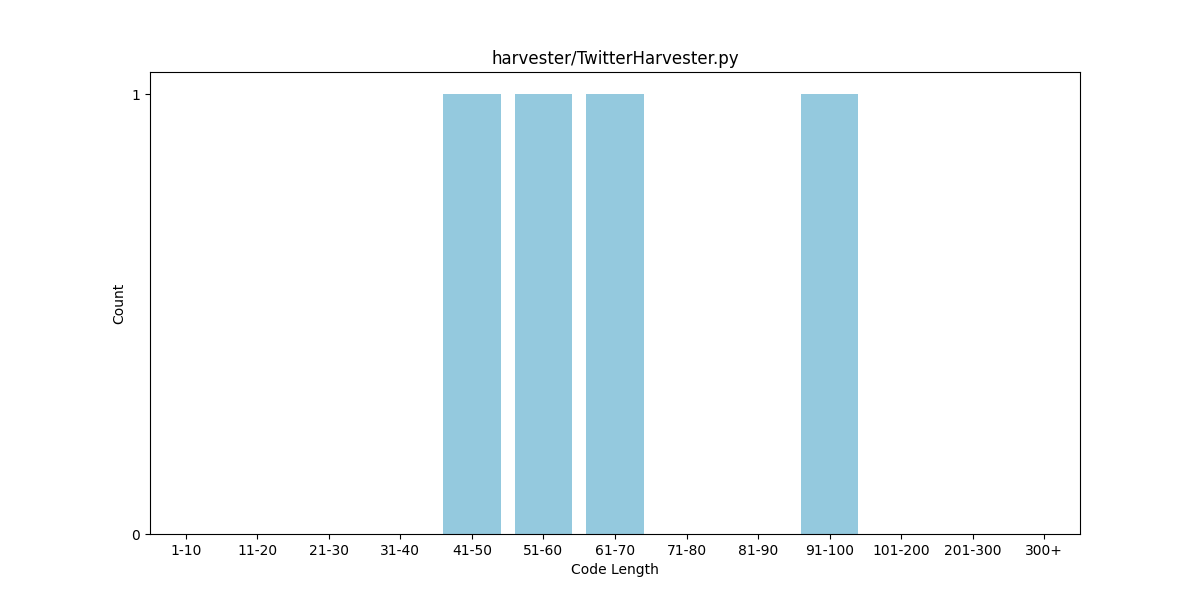 harvester/TwitterHarvester.py
1
Count
0
1-10 11-20 21-30 31-40 41-50 51-60 61-70 71-80 81-90 91-100 101-200 201-300 300+
Code Length